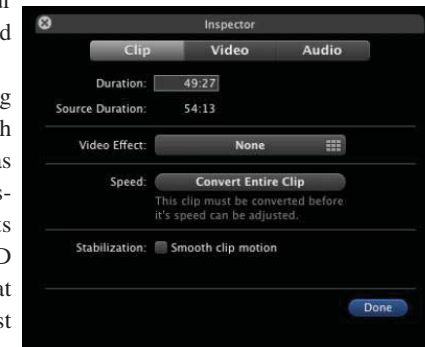 Inspector
Clip Video Audio
Duration: 49:27
Source Duration: 54:13
Video Effect: None
Speed: Convert Entire Clip
This clip must be converted before
it's speed can be adjusted.
Stabilization: Smooth clip motion
Done